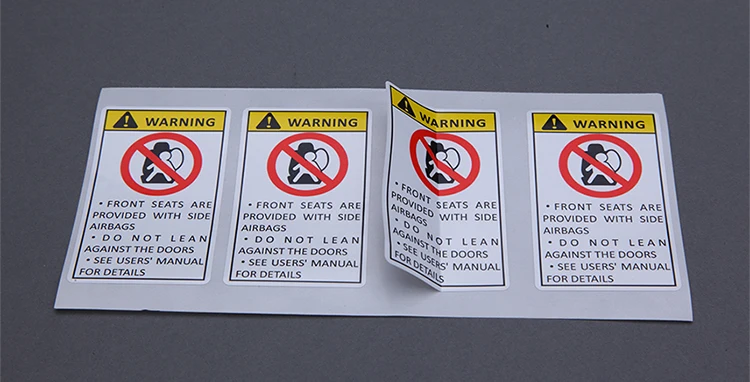 WARNING
• FRONT SEATS ARE
PROVIDED WITH SIDE
AIRBAGS
• DO NOT LEAN
AGAINST THE DOORS
• SEE USERS' MANUAL
FOR DETAILS
WARNING
• FRONT SEATS ARE
PROVIDED WITH SIDE
AIRBAGS
• DO NOT LEAN
AGAINST THE DOORS
• SEE USERS' MANUAL
FOR DETAILS
WARNING
• FRONT SEATS ARE
PROVIDED WITH SIDE
AIRBAGS
• DO NOT LEAN
AGAINST THE DOORS
• SEE USERS' MANUAL
FOR DETAILS
WARNING
• FRONT SEATS ARE
PROVIDED WITH SIDE
AIRBAGS
• DO NOT LEAN
AGAINST THE DOORS
• SEE USERS' MANUAL
FOR DETAILS